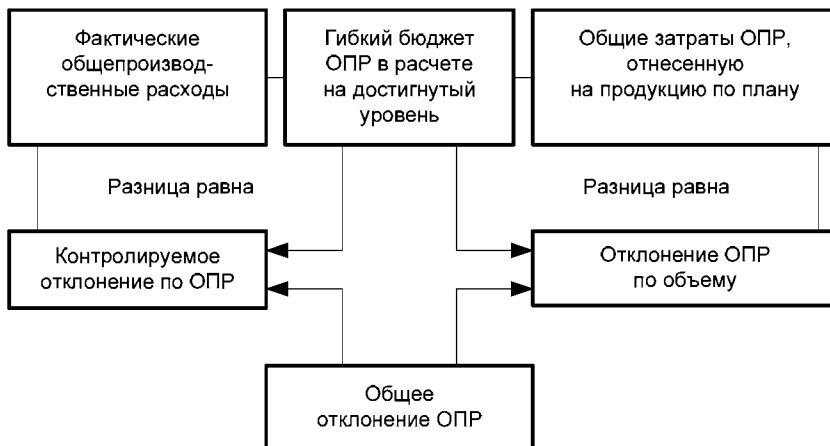 Фактические
общепроизвод-
ственные расходы
Гибкий бюджет
ОПР в расчете
на достигнутый
уровень
Общие затраты ОПР,
отнесенную
на продукцию по плану
Разница равна
Разница равна
Контролируемое
отклонение по ОПР
Отклонение ОПР
по объему
Общее
отклонение ОПР